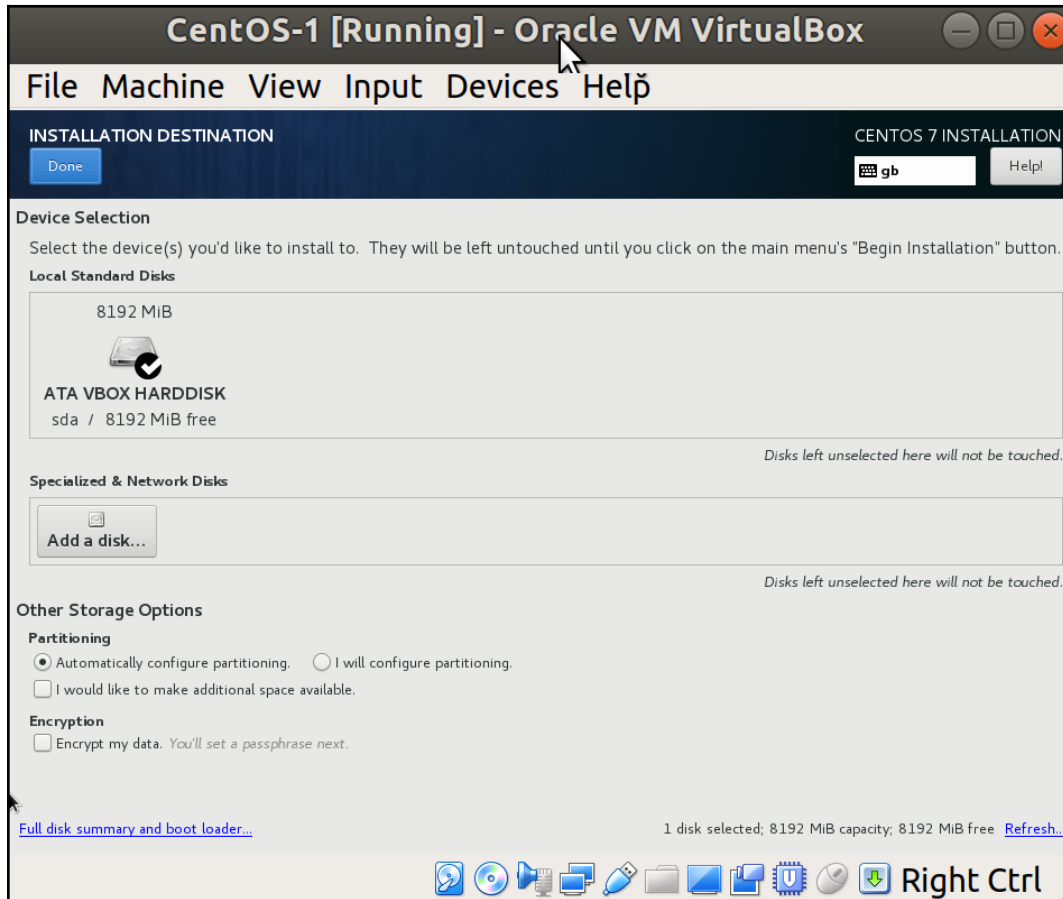 CentOS-1 [Running] - Oracle VM VirtualBox
File Machine View Input Devices Help
INSTALLATION DESTINATION
CENTOS 7 INSTALLATION
Done
gb
Help!
Device Selection
Select the device(s) you'd like to install to. They will be left untouched until you click on the main menu's "Begin Installation" button.
Local Standard Disks
8192 MiB
ATA VBOX HARDDISK
sda / 8192 MiB free
Disks left unselected here will not be touched.
Specialized & Network Disks
Add a disk...
Disks left unselected here will not be touched.
Other Storage Options
Partitioning
Automatically configure partitioning. I will configure partitioning.
I would like to make additional space available.
Encryption
Encrypt my data. You'll set a passphrase next.
Full disk summary and boot loader...
1 disk selected; 8192 MiB capacity; 8192 MiB free Refresh..
Right Ctrl